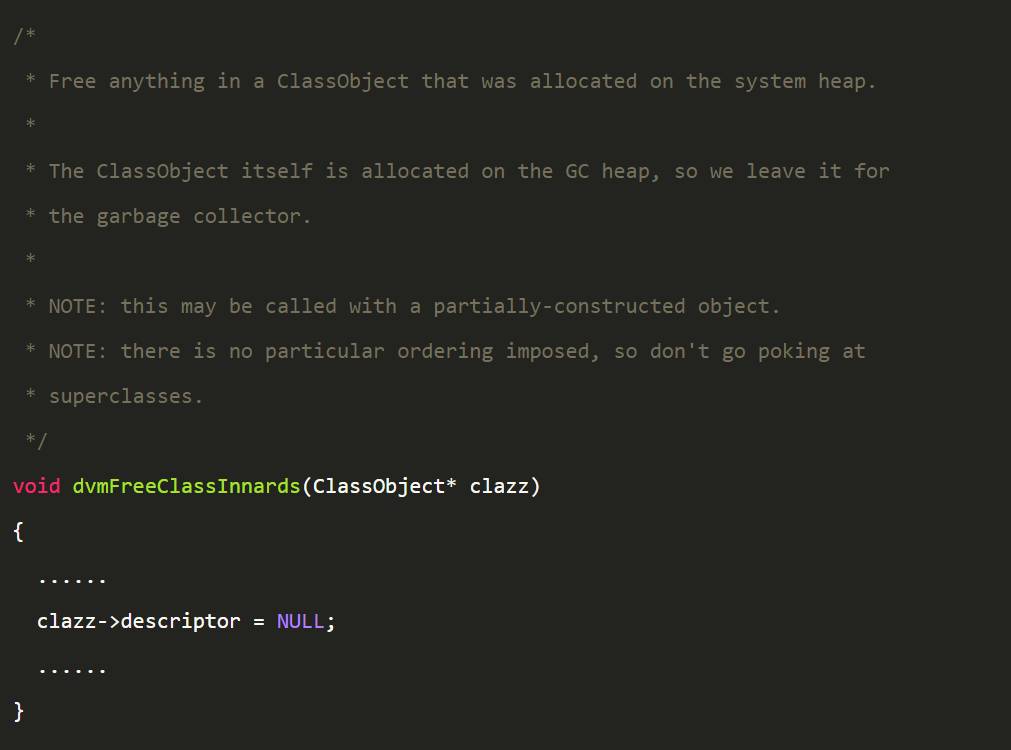 /*
 * Free anything in a ClassObject that was allocated on the system heap.
 *
 * The ClassObject itself is allocated on the GC heap, so we leave it for
 * the garbage collector.
 *
 * NOTE: this may be called with a partially-constructed object.
 * NOTE: there is no particular ordering imposed, so don't go poking at
 * superclasses.
 */
void dvmFreeClassInnards(ClassObject* clazz)
{
  ......
  clazz->descriptor = NULL;
  ......
}